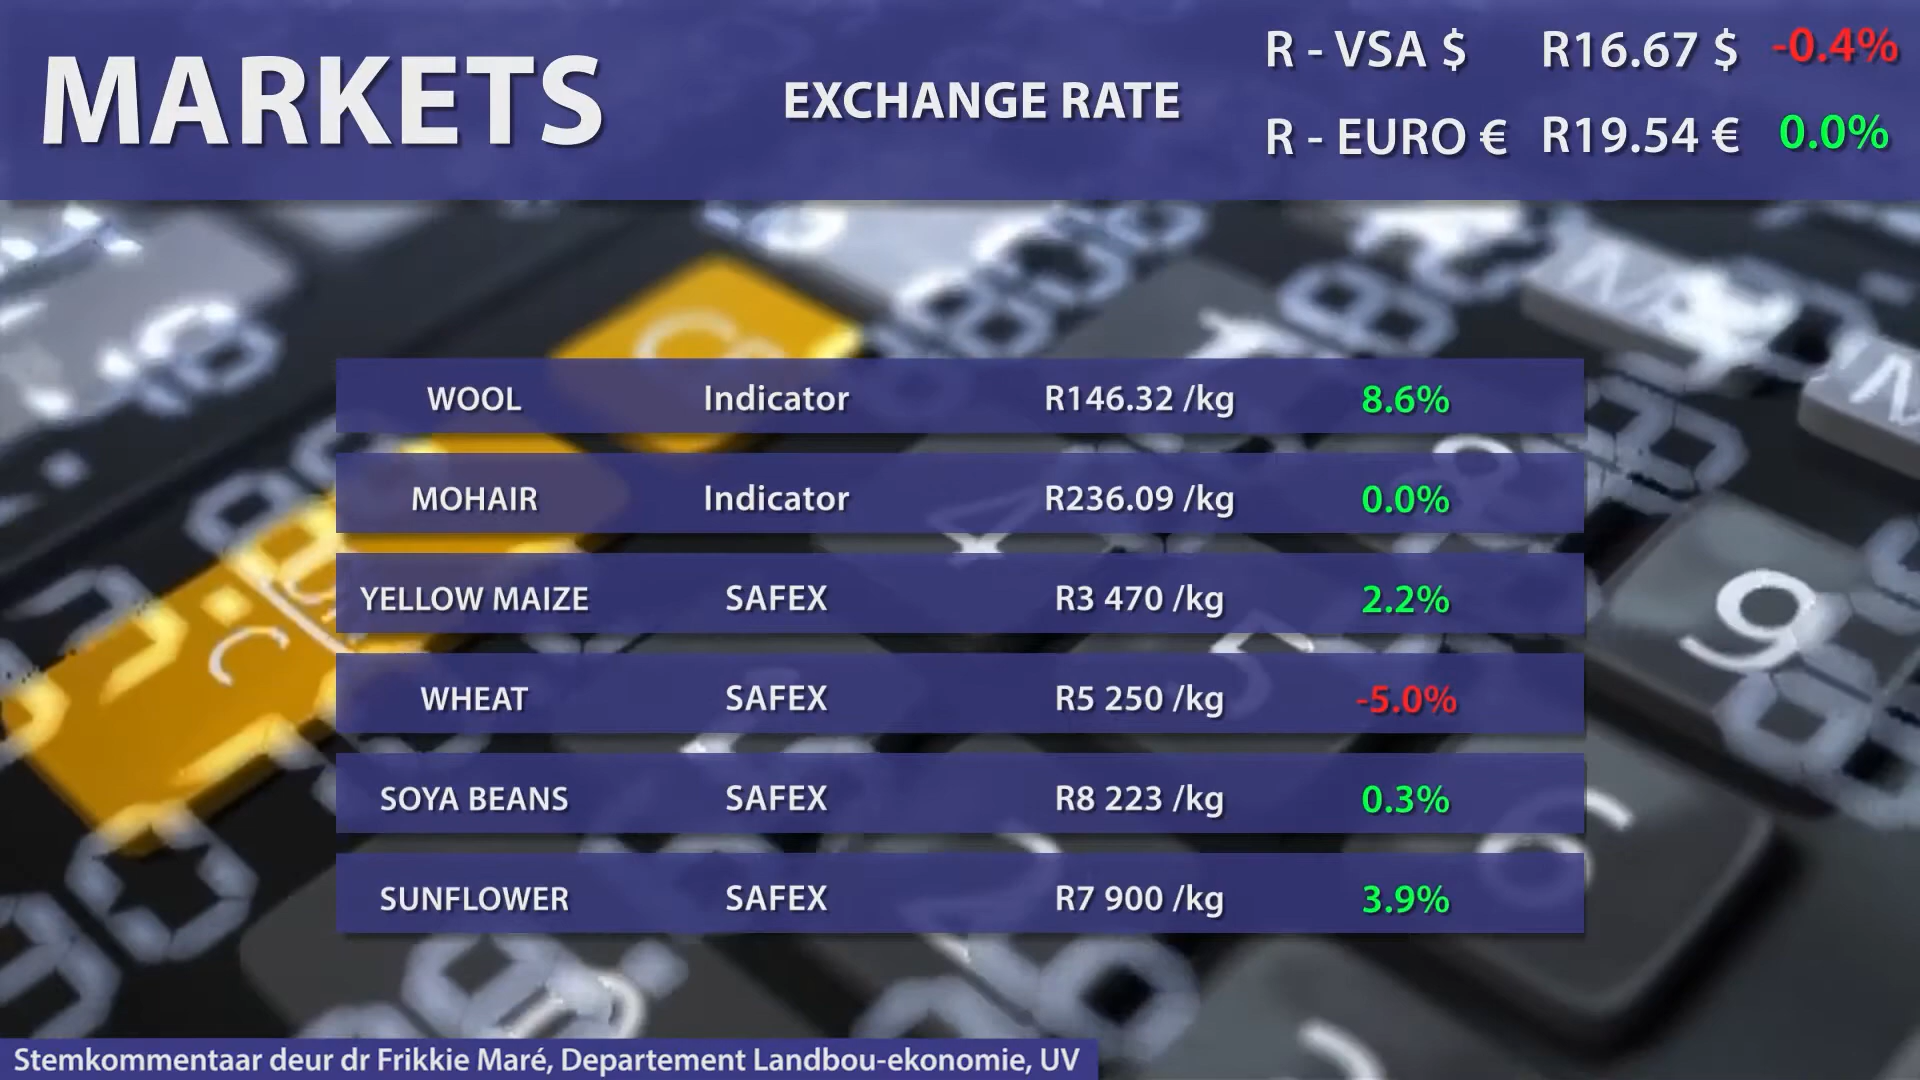 MARKETS
EXCHANGE RATE
R - VSA $ R16.67 $ -0.4%
R - EURO € R19.54 € 0.0%
WOOL Indicator R146.32 /kg 8.6%
MOHAIR Indicator R236.09 /kg 0.0%
YELLOW MAIZE SAFEX R3 470 /kg 2.2%
WHEAT SAFEX R5 250 /kg -5.0%
SOYA BEANS SAFEX R8 223 /kg 0.3%
SUNFLOWER SAFEX R7 900 /kg 3.9%
Stemkommentaar deur dr Frikkie Maré, Departement Landbou-ekonomie, UV